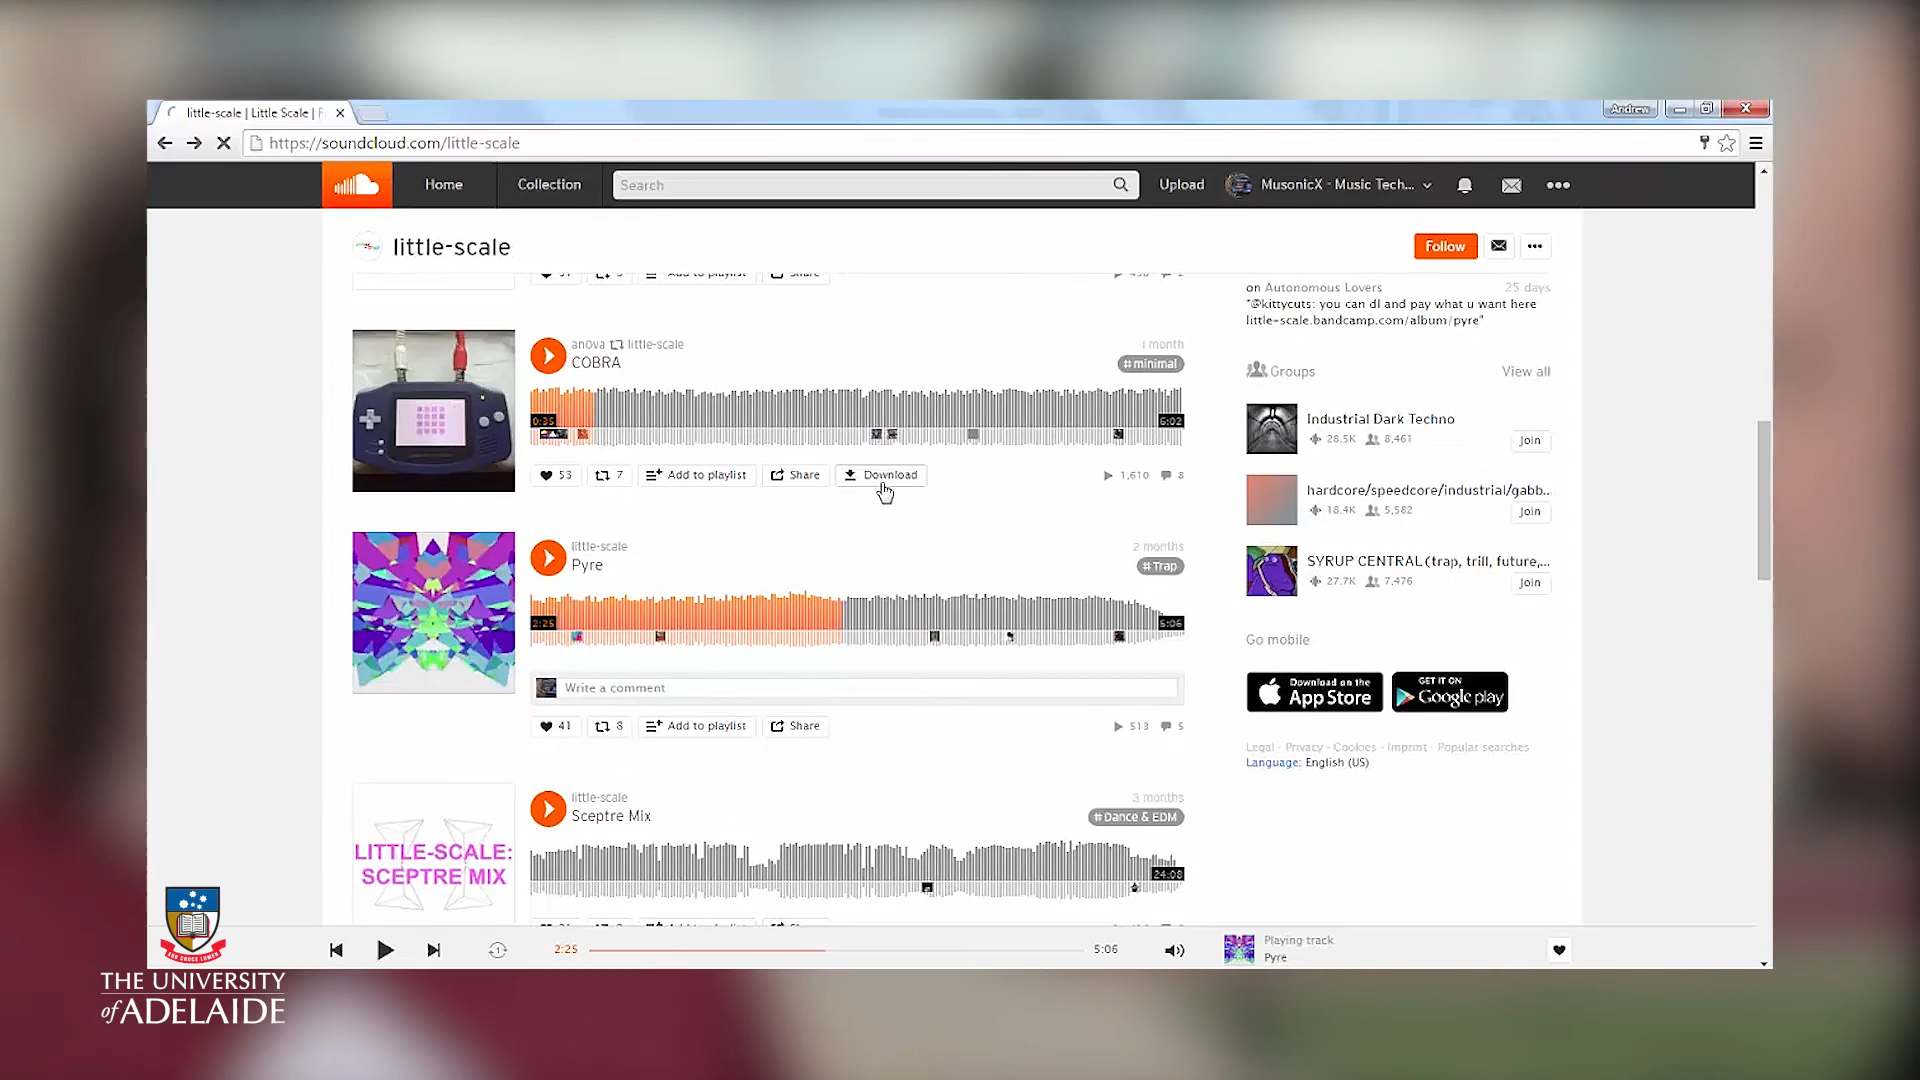 little-scale | Little Scale | F
Andrew
https://soundcloud.com/little-scale
Home
Collection
Search
Upload
MusonicX - Music Tech...
little-scale
Follow
Add to playlist
Share
on Autonomous Lovers
25 days
"@kittycuts: you can dl and pay what u want here
little-scale.bandcamp.com/album/pyre"
an0va little-scale
1 month
COBRA
# minimal
0:35
6:02
53
7
Add to playlist
Share
Download
1,610
8
Groups
View all
Industrial Dark Techno
28.5K 8,461
Join
hardcore/speedcore/industrial/gabb...
18.4K 5,582
Join
SYRUP CENTRAL (trap, trill, future,...
27.7K 7,476
Join
little-scale
2 months
Pyre
# Trap
2:25
5:06
Write a comment
41
8
Add to playlist
Share
513
5
Go mobile
Download on the
App Store
GET IT ON
Google play
Legal - Privacy - Cookies - Imprint - Popular searches
Language: English (US)
little-scale
3 months
Sceptre Mix
# Dance & EDM
24:08
LITTLE-SCALE:
SCEPTRE MIX
2:25
5:06
Playing track
Pyre
THE UNIVERSITY
of ADELAIDE